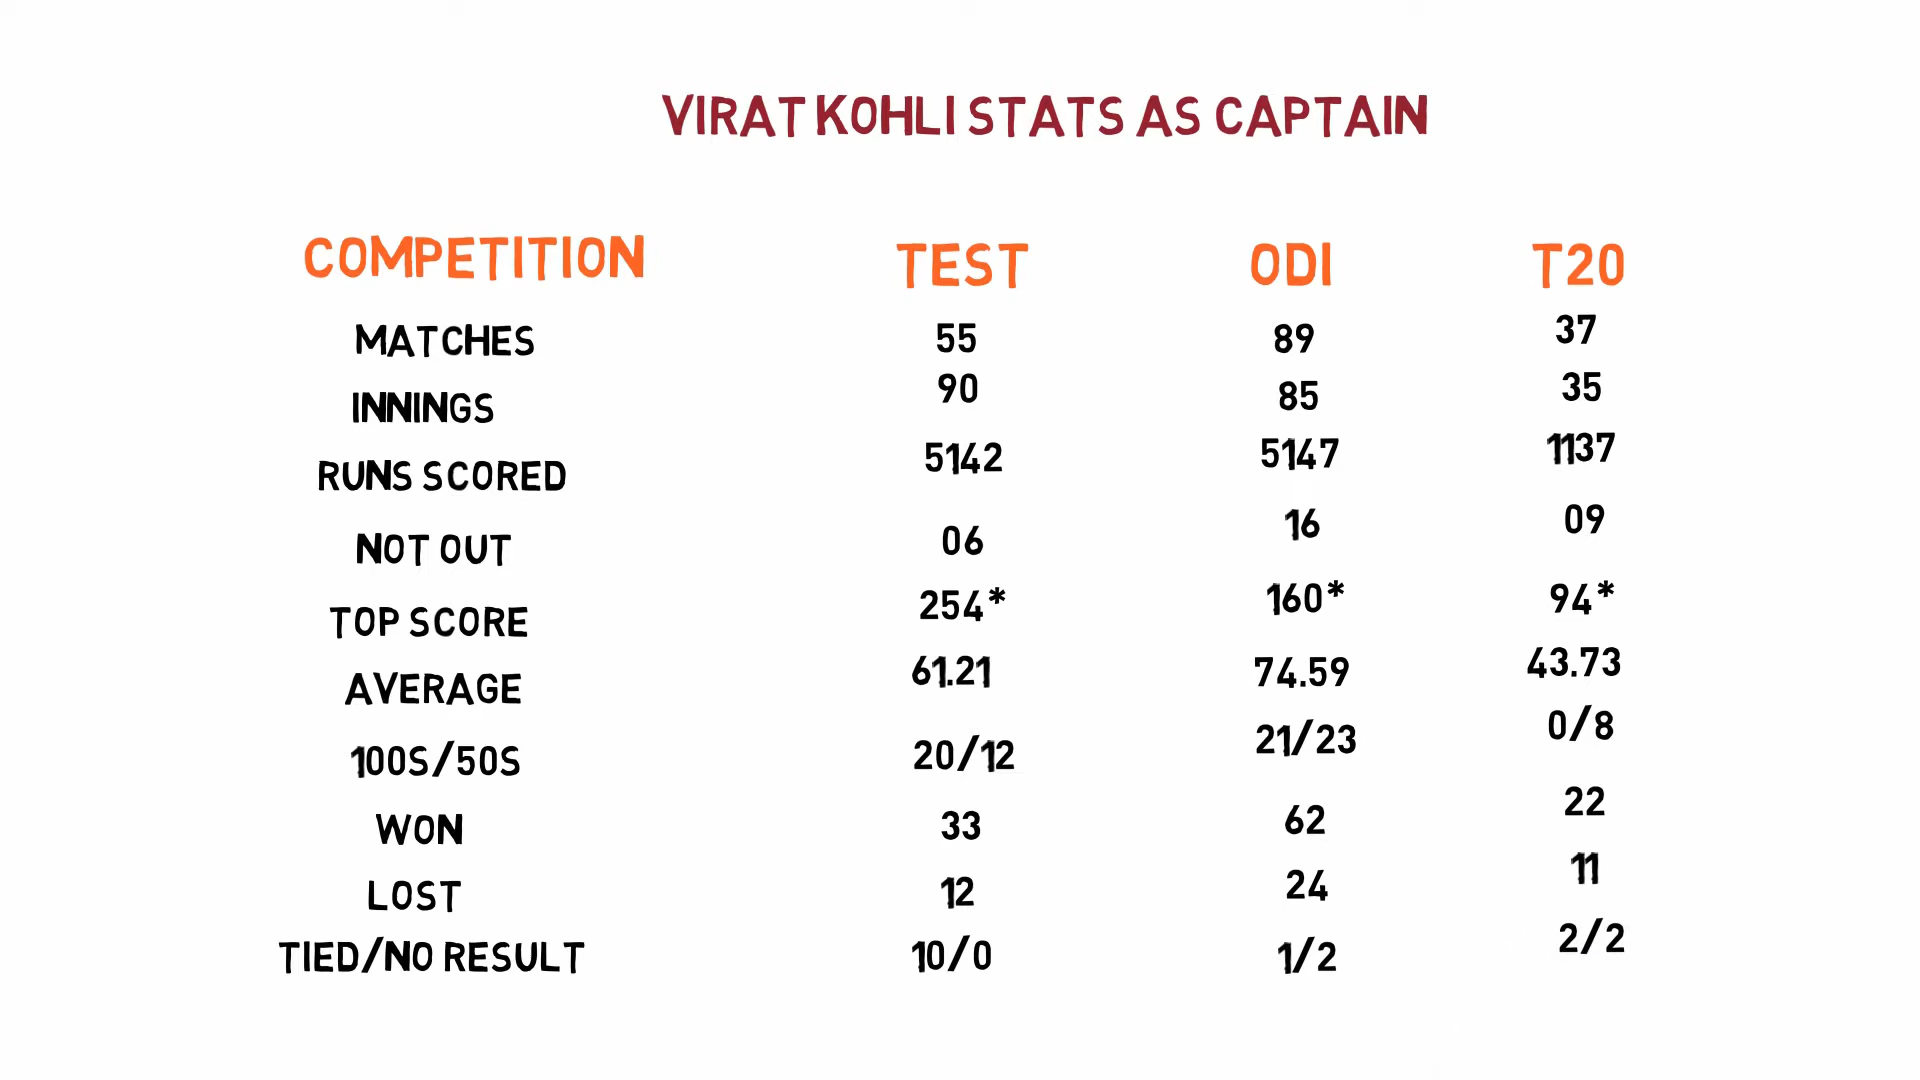 VIRAT KOHLI STATS AS CAPTAIN
COMPETITION TEST ODI T20
MATCHES 55 89 37
INNINGS 90 85 35
RUNS SCORED 5142 5147 1137
NOT OUT 06 16 09
TOP SCORE 254* 160* 94*
AVERAGE 61.21 74.59 43.73
100S/50S 20/12 21/23 0/8
WON 33 62 22
LOST 12 24 11
TIED/NO RESULT 10/0 1/2 2/2